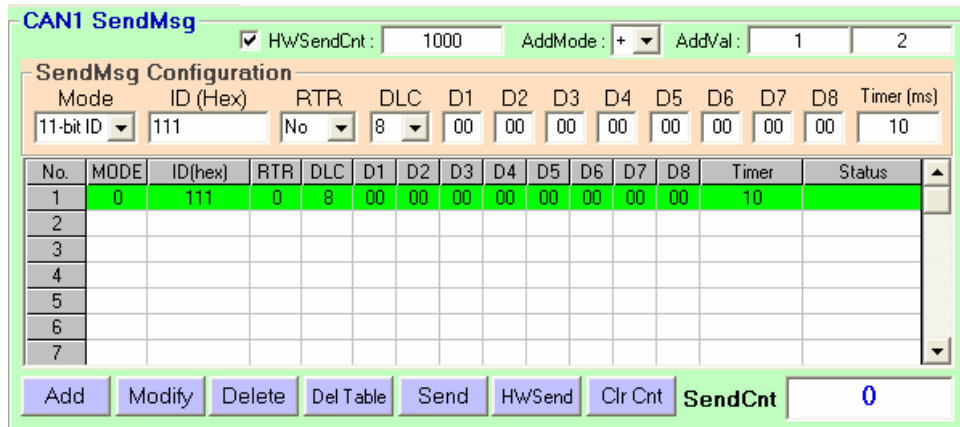 CAN1 SendMsg
HWSendCnt : 1000 AddMode : + AddVal : 1 2
SendMsg Configuration
Mode ID (Hex) RTR DLC D1 D2 D3 D4 D5 D6 D7 D8 Timer (ms)
11-bit ID 111 No 8 00 00 00 00 00 00 00 00 10
No. MODE ID(hex) RTR DLC D1 D2 D3 D4 D5 D6 D7 D8 Timer Status
1 0 111 0 8 00 00 00 00 00 00 00 00 10
2
3
4
5
6
7
Add Modify Delete Del Table Send HWSend Clr Cnt SendCnt 0